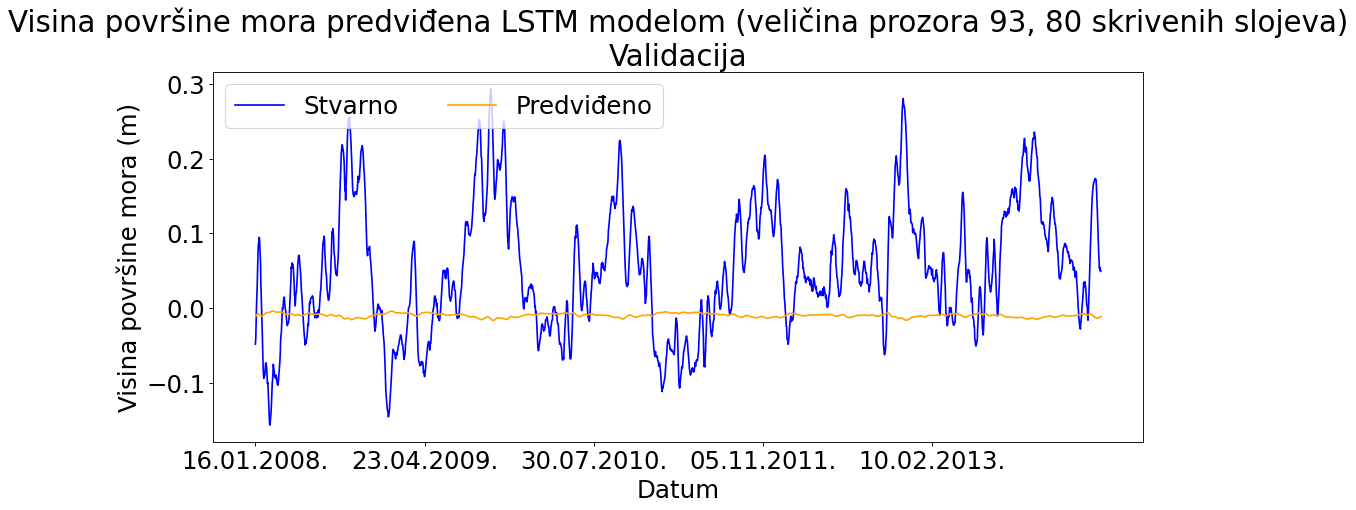 Visina površine mora predviđena LSTM modelom (veličina prozora 93, 80 skrivenih slojeva)
Validacija
Stvarno Predviđeno
Visina površine mora (m)
0.3
0.2
0.1
0.0
−0.1
16.01.2008. 23.04.2009. 30.07.2010. 05.11.2011. 10.02.2013.
Datum